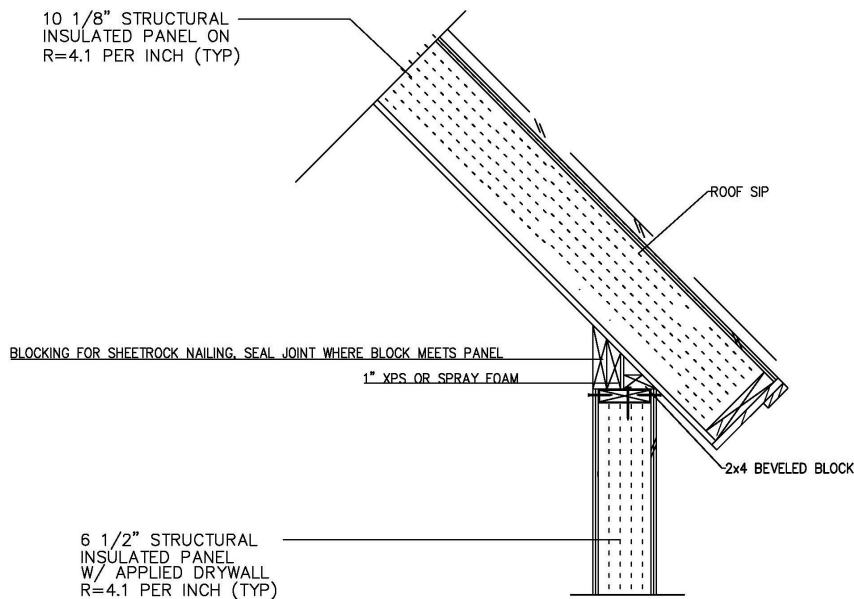 10 1/8" STRUCTURAL
INSULATED PANEL ON
R=4.1 PER INCH (TYP)
ROOF SIP
BLOCKING FOR SHEETROCK NAILING, SEAL JOINT WHERE BLOCK MEETS PANEL
1" XPS OR SPRAY FOAM
2x4 BEVELED BLOCK
6 1/2" STRUCTURAL
INSULATED PANEL
W/ APPLIED DRYWALL
R=4.1 PER INCH (TYP)